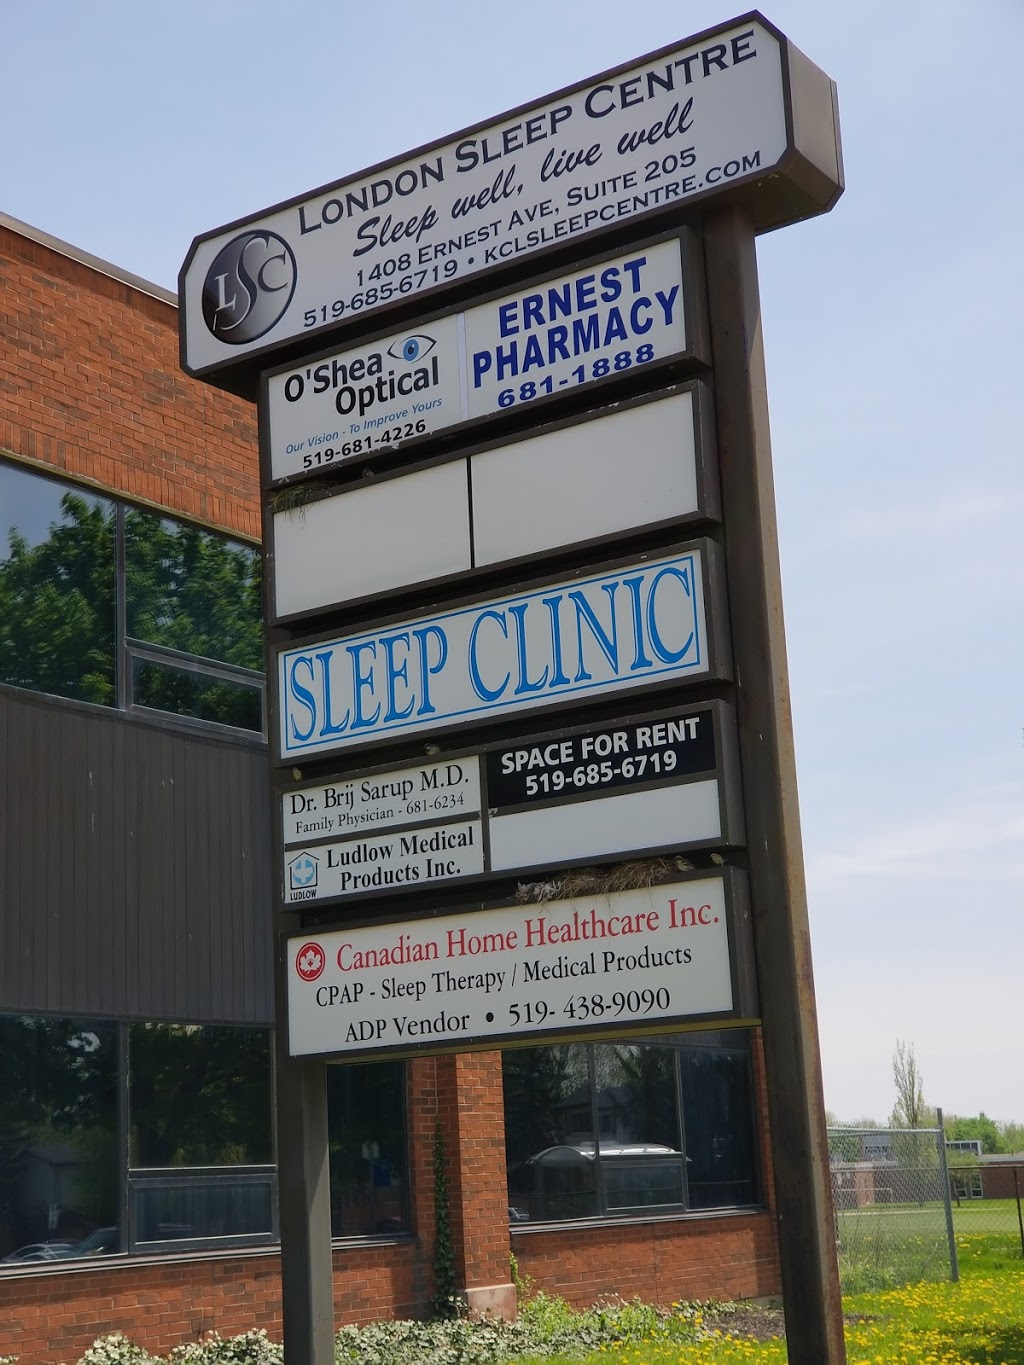 LSC
LONDON SLEEP CENTRE
Sleep well, live well
1408 ERNEST AVE, SUITE 205
519-685-6719 • KCLSLEEPCENTRE.COM
O'Shea
Optical
Our Vision - To Improve Yours
519-681-4226
ERNEST
PHARMACY
681-1888
SLEEP CLINIC
Dr. Brij Sarup M.D.
Family Physician - 681-6234
SPACE FOR RENT
519-685-6719
LUDLOW
Ludlow Medical
Products Inc.
Canadian Home Healthcare Inc.
CPAP - Sleep Therapy / Medical Products
ADP Vendor • 519- 438-9090